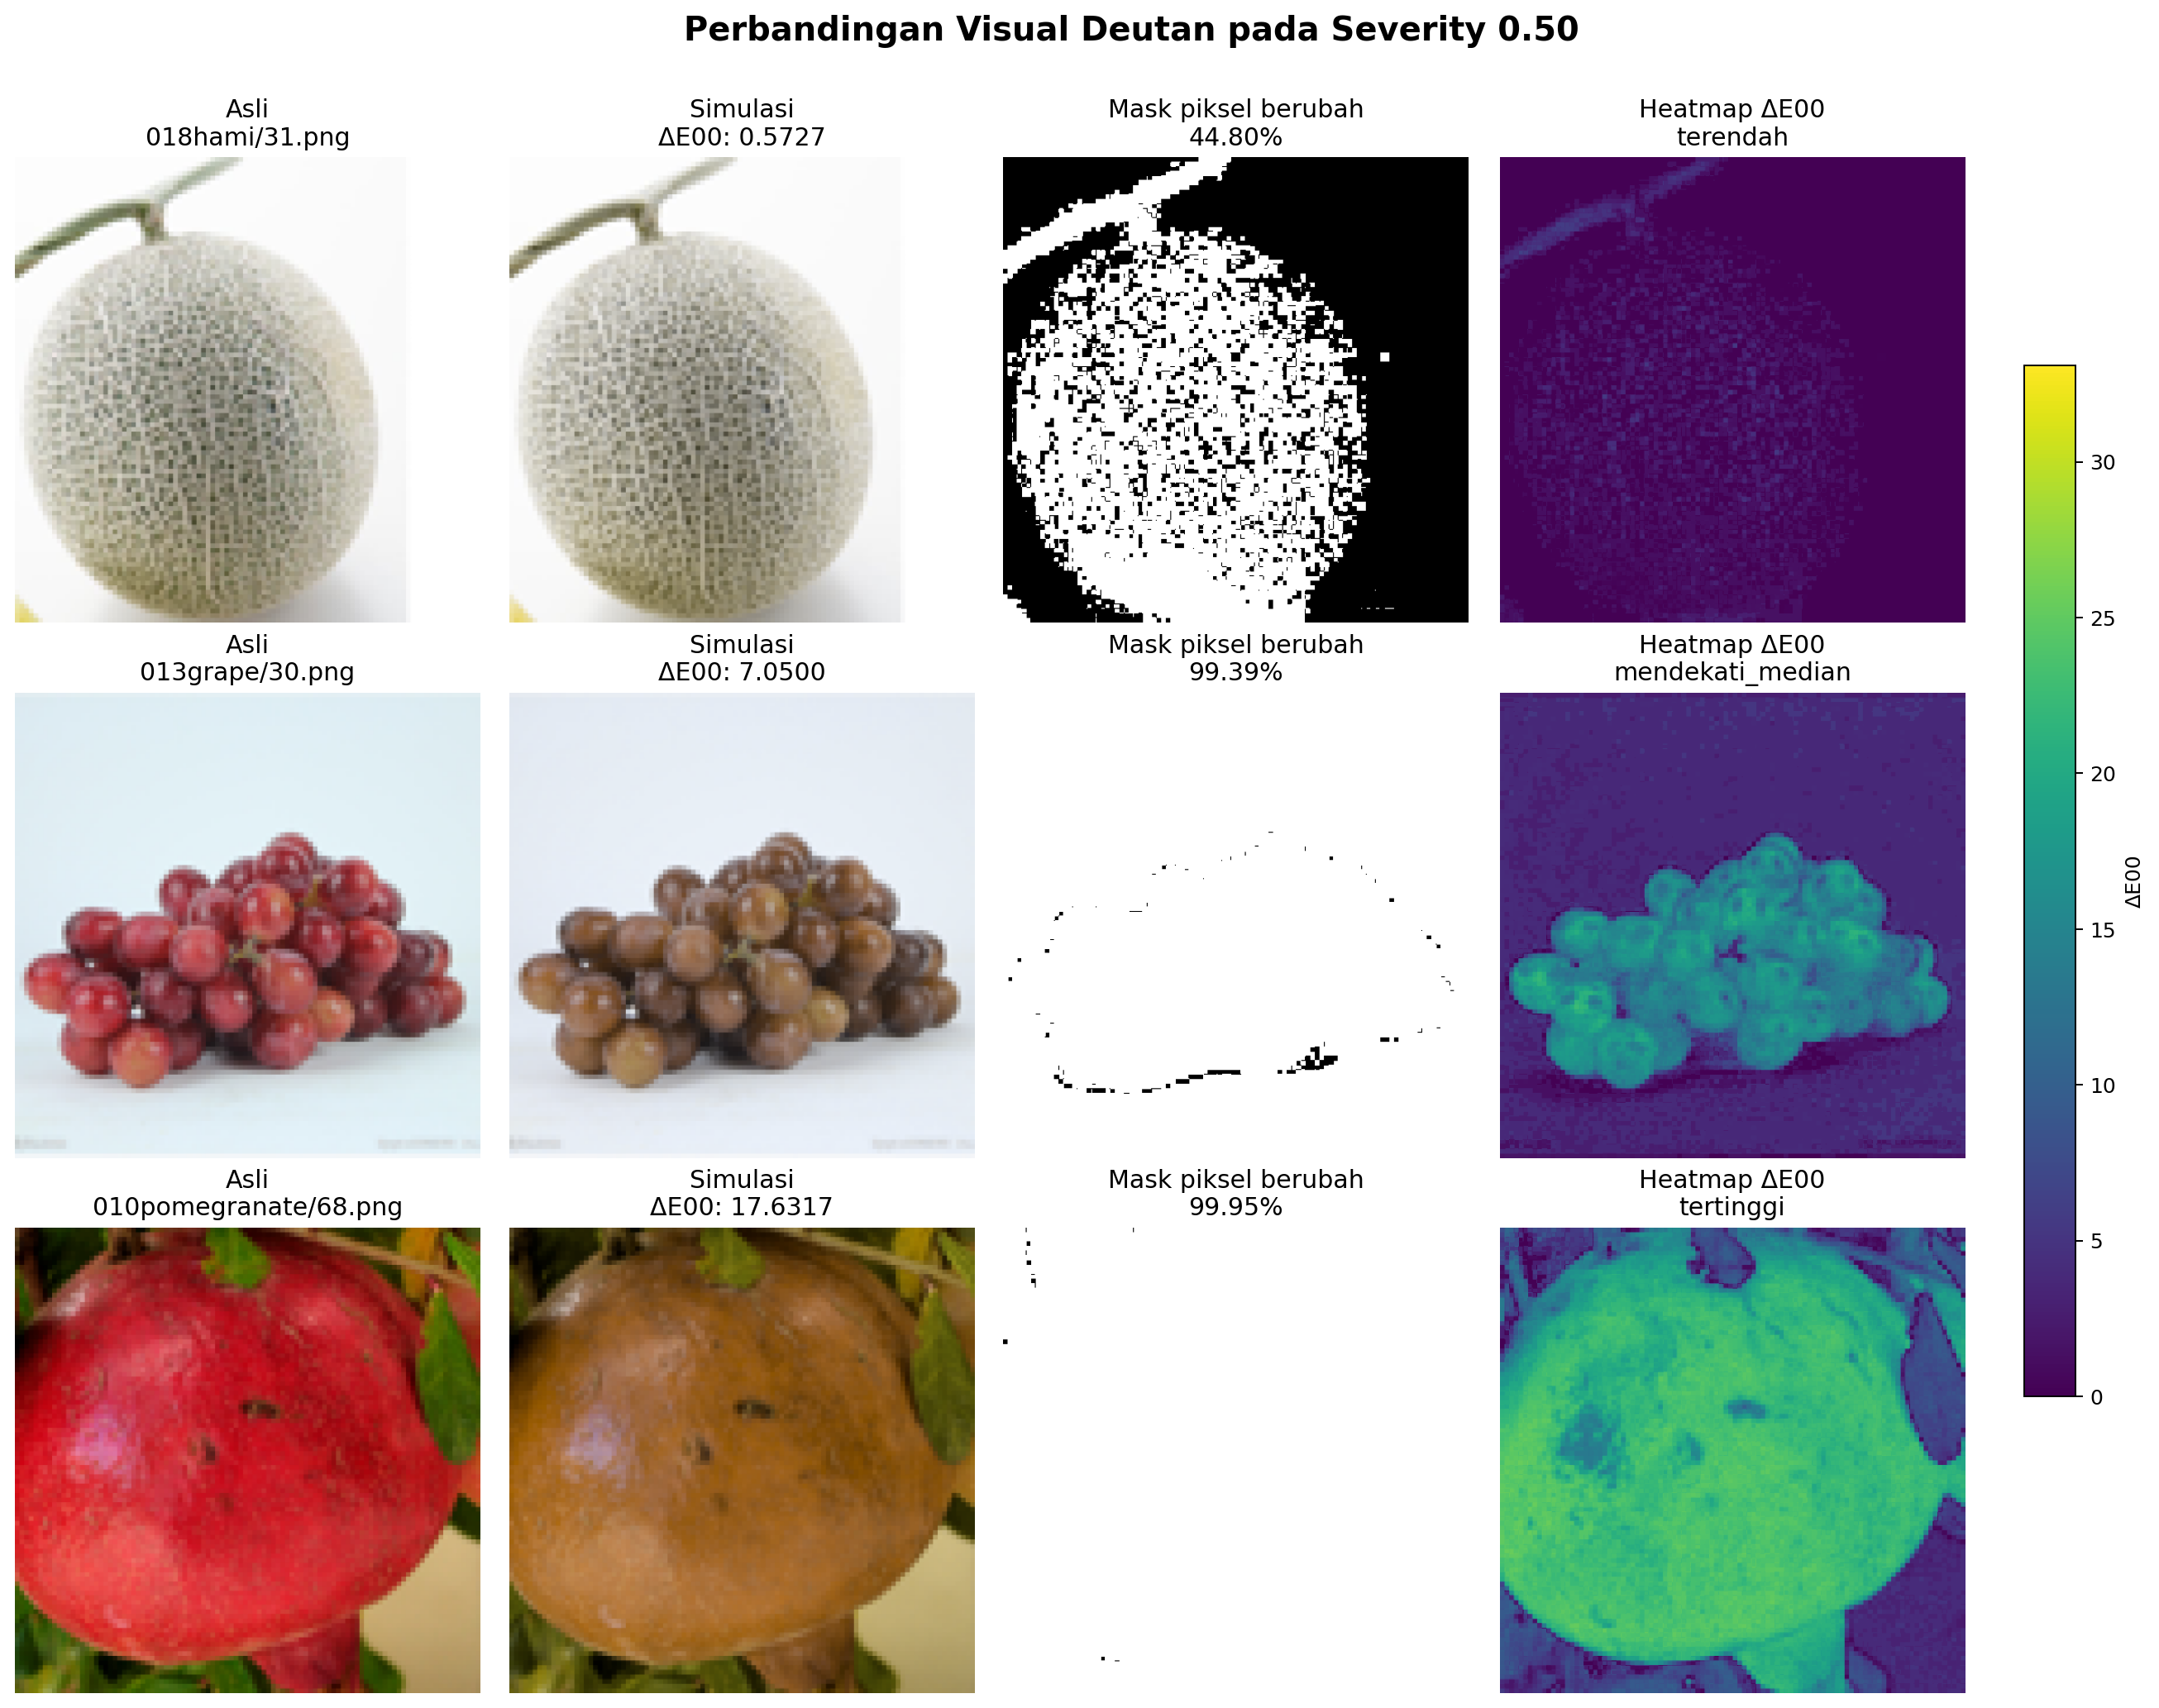 Perbandingan Visual Deutan pada Severity 0.50
Asli
018hami/31.png
Simulasi
ΔE00: 0.5727
Mask piksel berubah
44.80%
Heatmap ΔE00
terendah
Asli
013grape/30.png
Simulasi
ΔE00: 7.0500
Mask piksel berubah
99.39%
Heatmap ΔE00
mendekati_median
Asli
010pomegranate/68.png
Simulasi
ΔE00: 17.6317
Mask piksel berubah
99.95%
Heatmap ΔE00
tertinggi
30
25
20
15
10
5
0
ΔE00